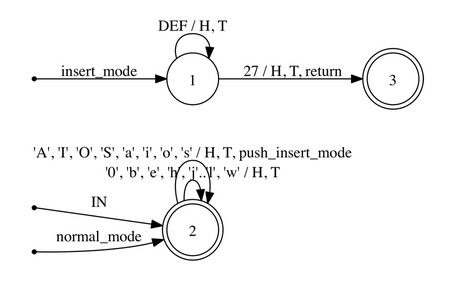 DEF / H, T
insert_mode
1
27 / H, T, return
3
'A', 'I', 'O', 'S', 'a', 'i', 'o', 's' / H, T, push_insert_mode
'0', 'b', 'e', 'h', 'j'..'l', 'w' / H, T
IN
normal_mode
2